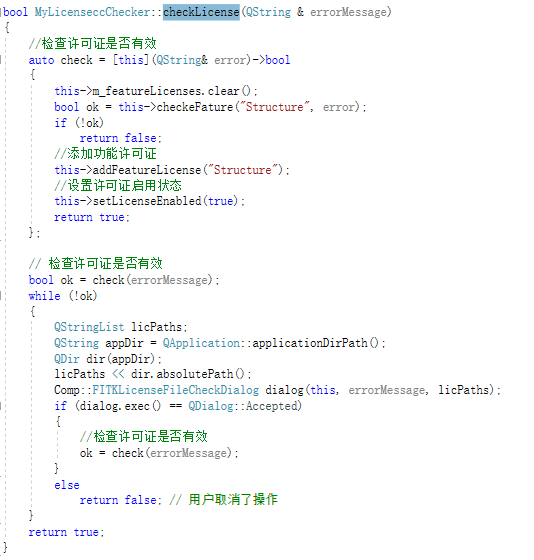 bool MyLicenseccChecker::checkLicense(QString & errorMessage)
{
    //检查许可证是否有效
    auto check = [this](QString& error)->bool
    {
        this->m_featureLicenses.clear();
        bool ok = this->checkeFature("Structure", error);
        if (!ok)
            return false;
        //添加功能许可证
        this->addFeatureLicense("Structure");
        //设置许可证启用状态
        this->setLicenseEnabled(true);
        return true;
    };
    // 检查许可证是否有效
    bool ok = check(errorMessage);
    while (!ok)
    {
        QStringList licPaths;
        QString appDir = QApplication::applicationDirPath();
        QDir dir(appDir);
        licPaths << dir.absolutePath();
        Comp::FITKLicenseFileCheckDialog dialog(this, errorMessage, licPaths);
        if (dialog.exec() == QDialog::Accepted)
        {
            //检查许可证是否有效
            ok = check(errorMessage);
        }
        else
            return false; // 用户取消了操作
    }
    return true;
}